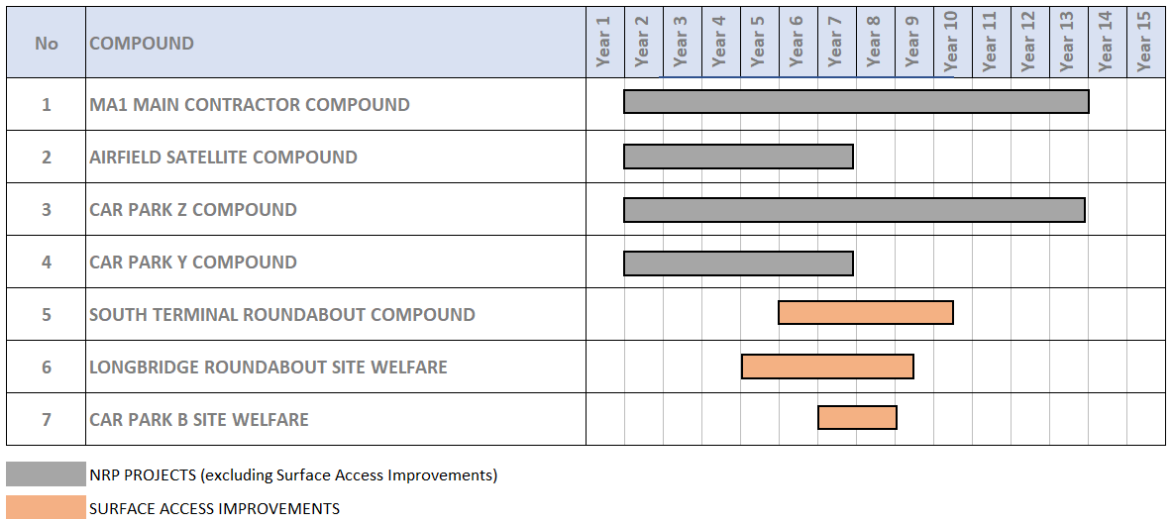 No COMPOUND Year 1 Year 2 Year 3 Year 4 Year 5 Year 6 Year 7 Year 8 Year 9 Year 10 Year 11 Year 12 Year 13 Year 14 Year 15
1 MA1 MAIN CONTRACTOR COMPOUND
2 AIRFIELD SATELLITE COMPOUND
3 CAR PARK Z COMPOUND
4 CAR PARK Y COMPOUND
5 SOUTH TERMINAL ROUNDABOUT COMPOUND
6 LONGBRIDGE ROUNDABOUT SITE WELFARE
7 CAR PARK B SITE WELFARE
NRP PROJECTS (excluding Surface Access Improvements)
SURFACE ACCESS IMPROVEMENTS